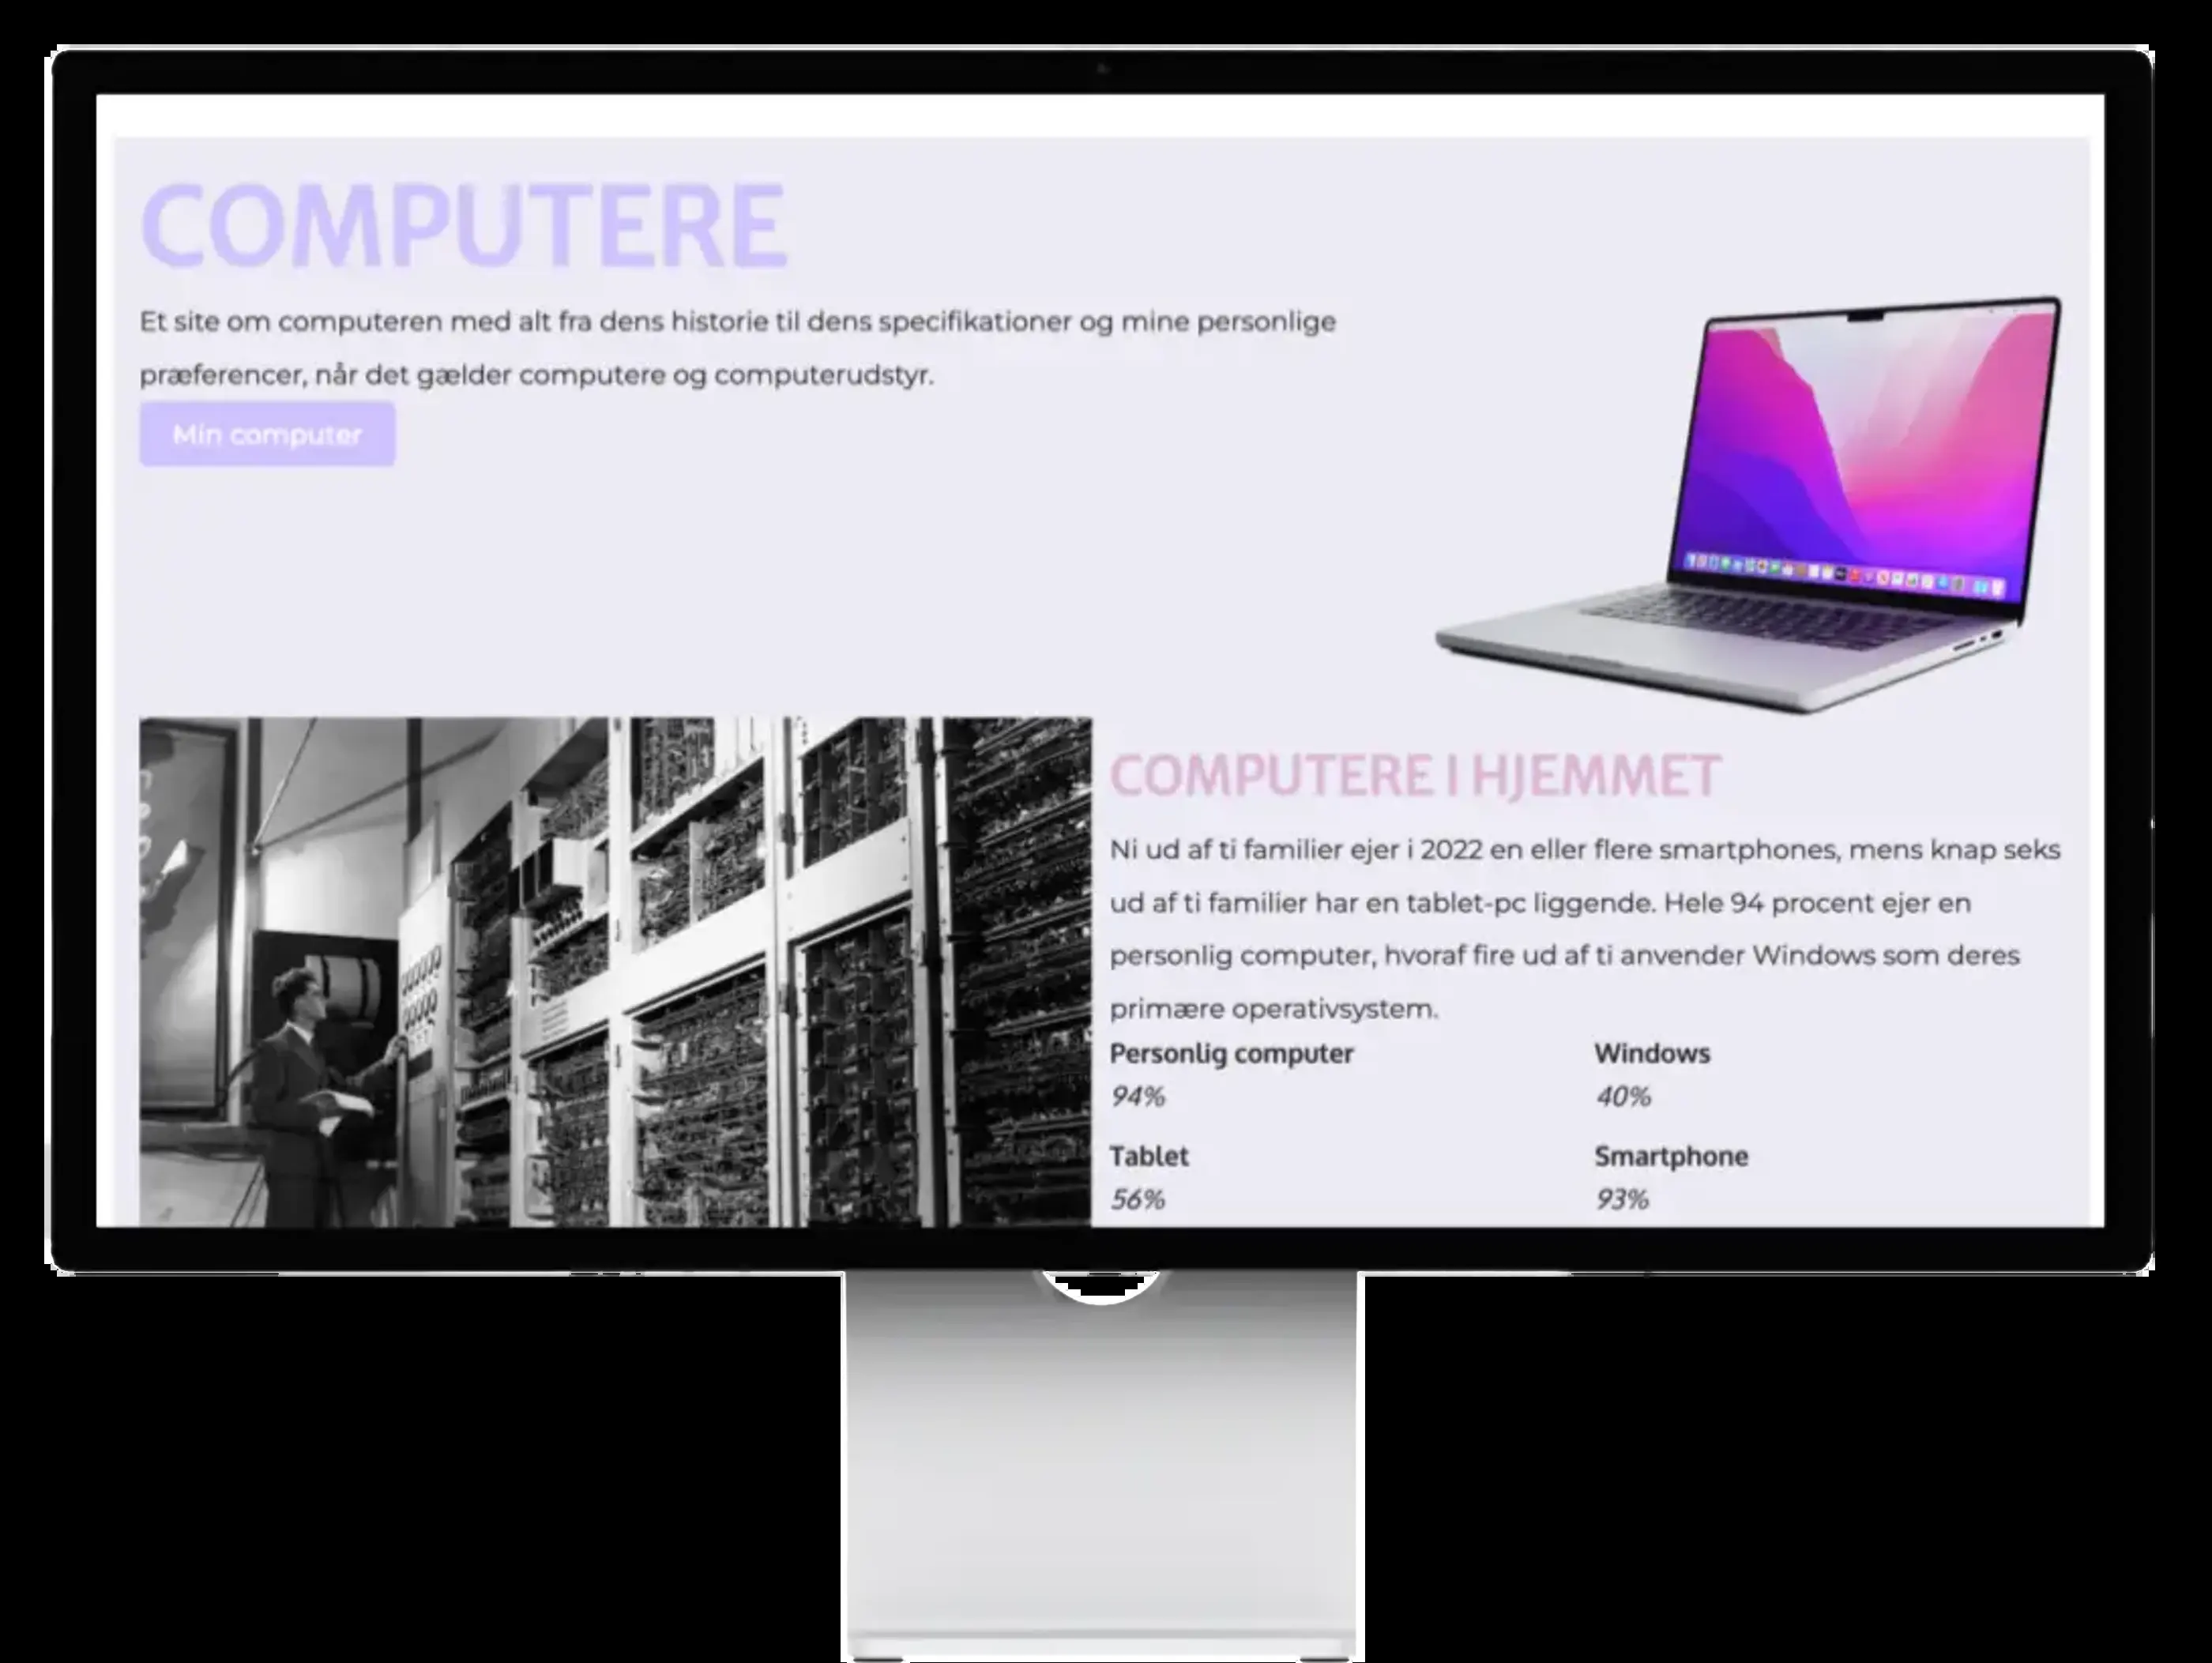 COMPUTERE
Et site om computeren med alt fra dens historie til dens specifikationer og mine personlige
præferencer, når det gælder computere og computerudstyr.
Min computer
COMPUTERE I HJEMMET
Ni ud af ti familier ejer i 2022 en eller flere smartphones, mens knap seks
ud af ti familier har en tablet-pc liggende. Hele 94 procent ejer en
personlig computer, hvoraf fire ud af ti anvender Windows som deres
primære operativsystem.
Personlig computer
Windows
94%
40%
Tablet
Smartphone
56%
93%